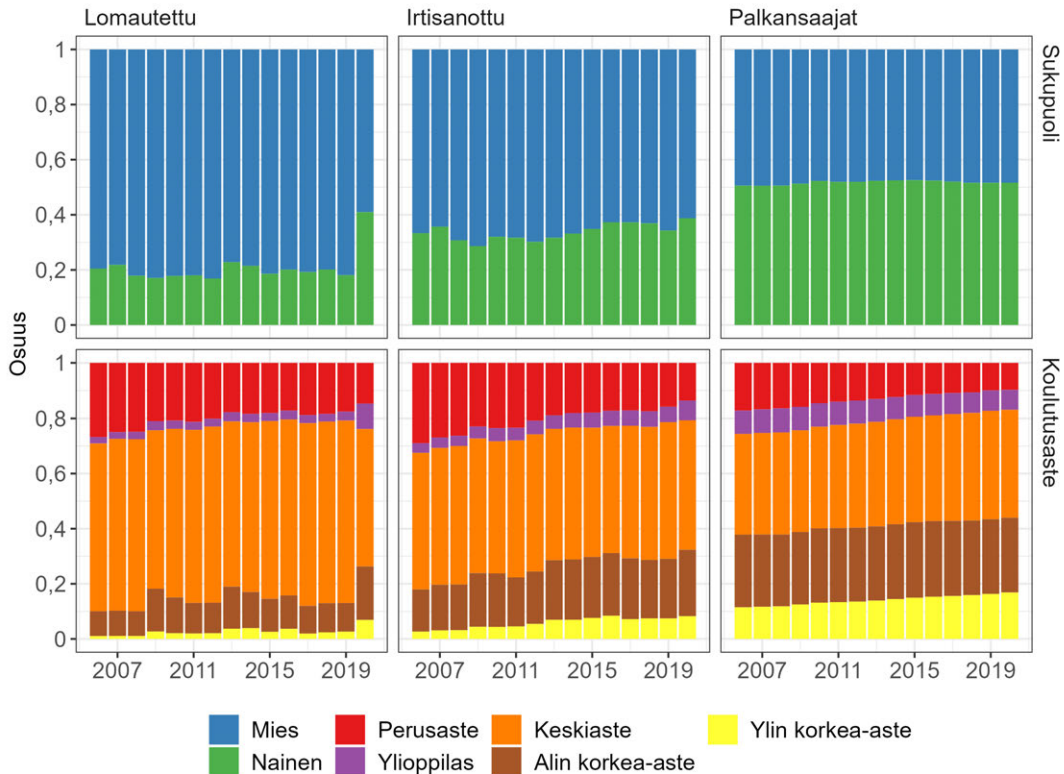 Lomautettu Irtisanottu Palkansaajat
1
0,8
0,6
0,4
0,2
0
Sukupuoli
Osuus
1
0,8
0,6
0,4
0,2
0
Koulutusaste
2007 2011 2015 2019 2007 2011 2015 2019 2007 2011 2015 2019
Mies Perusaste Keskiaste Ylin korkea-aste
Nainen Ylioppilas Alin korkea-aste